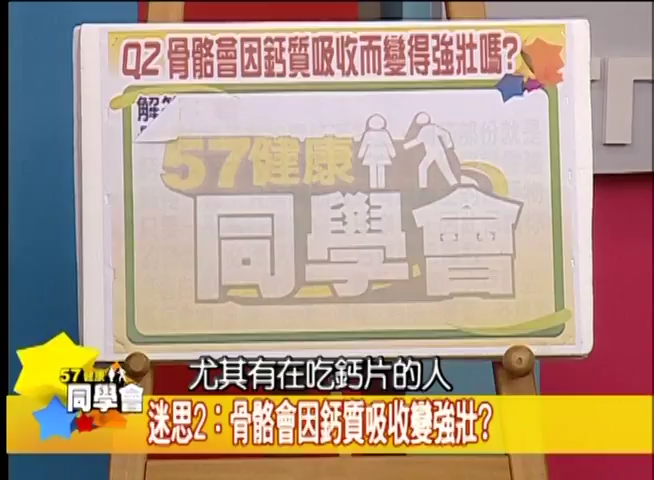 Q2 骨骼會因鈣質吸收而變得強壯嗎?
57健康
同學會
尤其有在吃鈣片的人
57健康
同學會
迷思2：骨骼會因鈣質吸收變強壯?